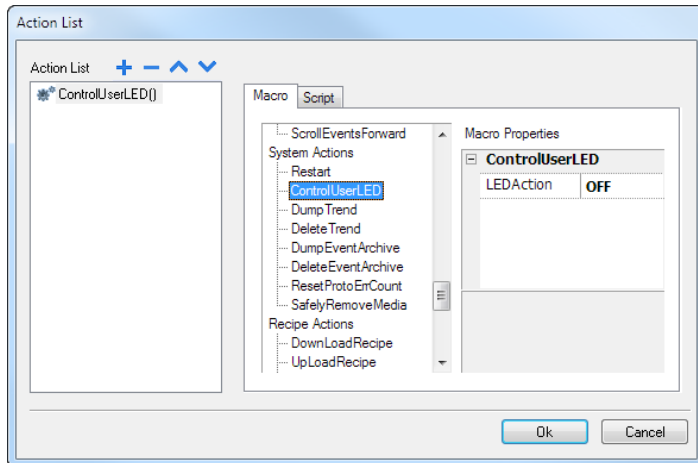 Action List
Action List
ControlUserLED()
Macro
Script
ScrollEventsForward
System Actions
Restart
ControlUserLED
DumpTrend
DeleteTrend
DumpEventArchive
DeleteEventArchive
ResetProtoErrCount
SafelyRemoveMedia
Recipe Actions
DownLoadRecipe
UpLoadRecipe
Macro Properties
ControlUserLED
LEDAction OFF
Ok
Cancel